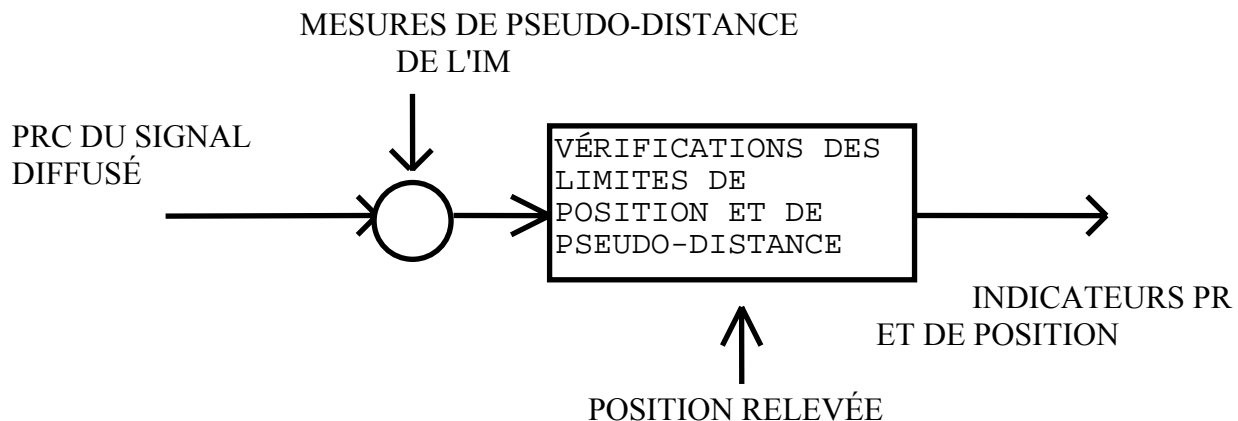 MESURES DE PSEUDO-DISTANCE
DE L'IM
PRC DU SIGNAL
DIFFUSÉ
VÉRIFICATIONS DES
LIMITES DE
POSITION ET DE
PSEUDO-DISTANCE
INDICATEURS PR
ET DE POSITION
POSITION RELEVÉE